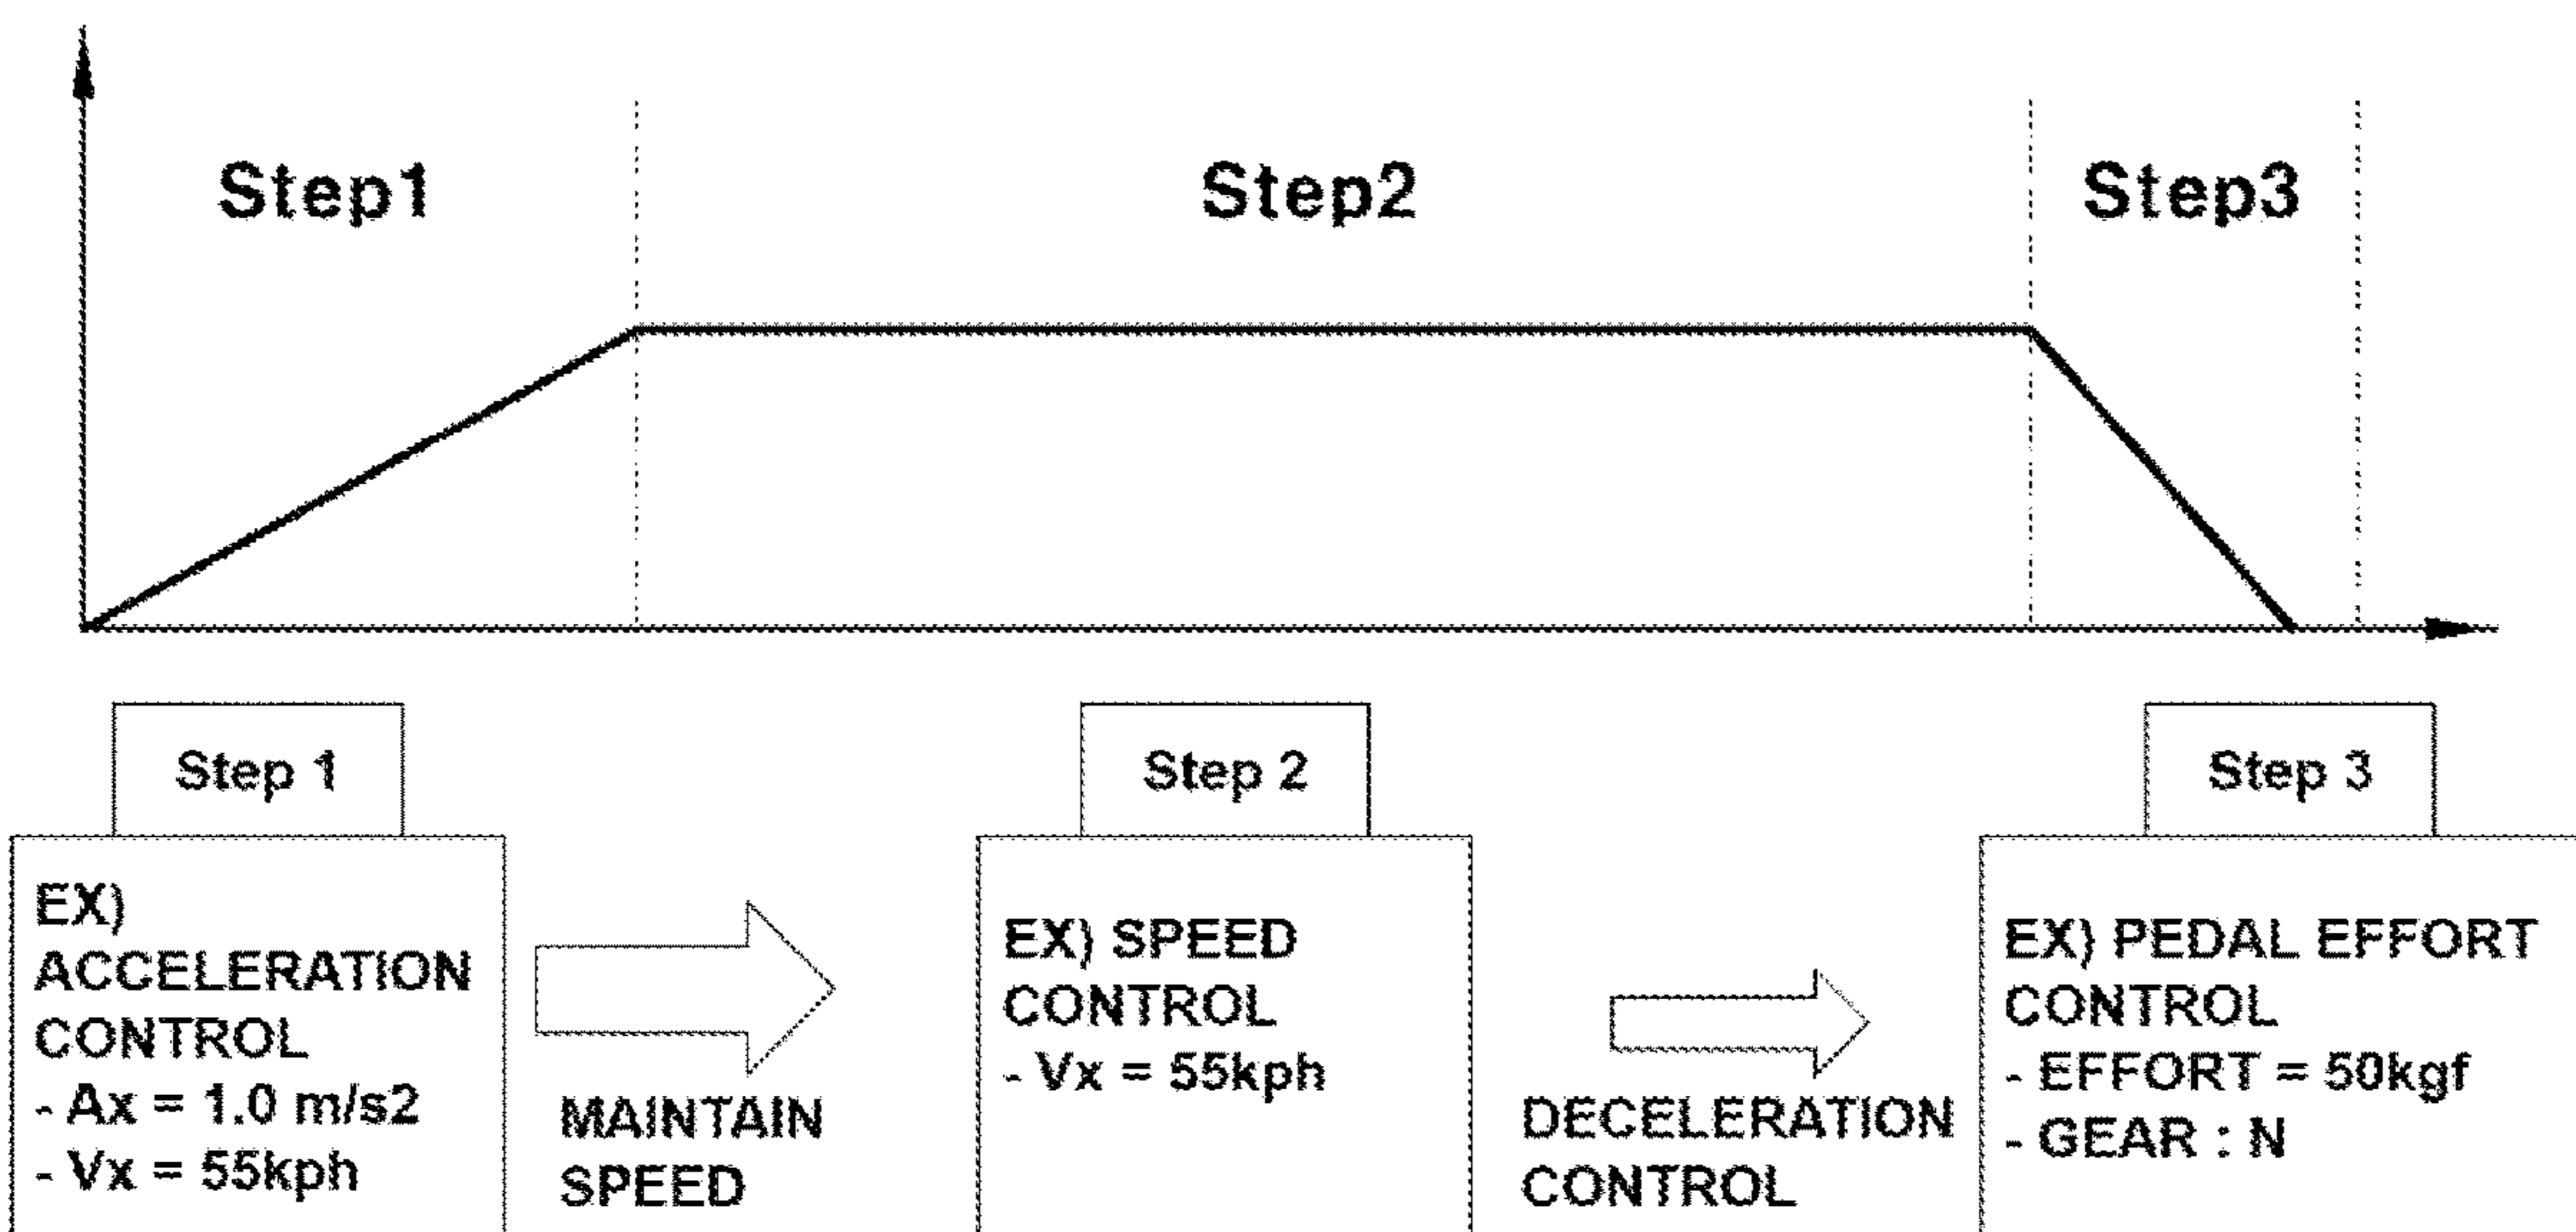 Step1
Step2
Step3
Step 1
EX)
ACCELERATION
CONTROL
- Ax = 1.0 m/s2
- Vx = 55kph
MAINTAIN
SPEED
Step 2
EX) SPEED
CONTROL
- Vx = 55kph
DECELERATION
CONTROL
Step 3
EX) PEDAL EFFORT
CONTROL
- EFFORT = 50kgf
- GEAR : N